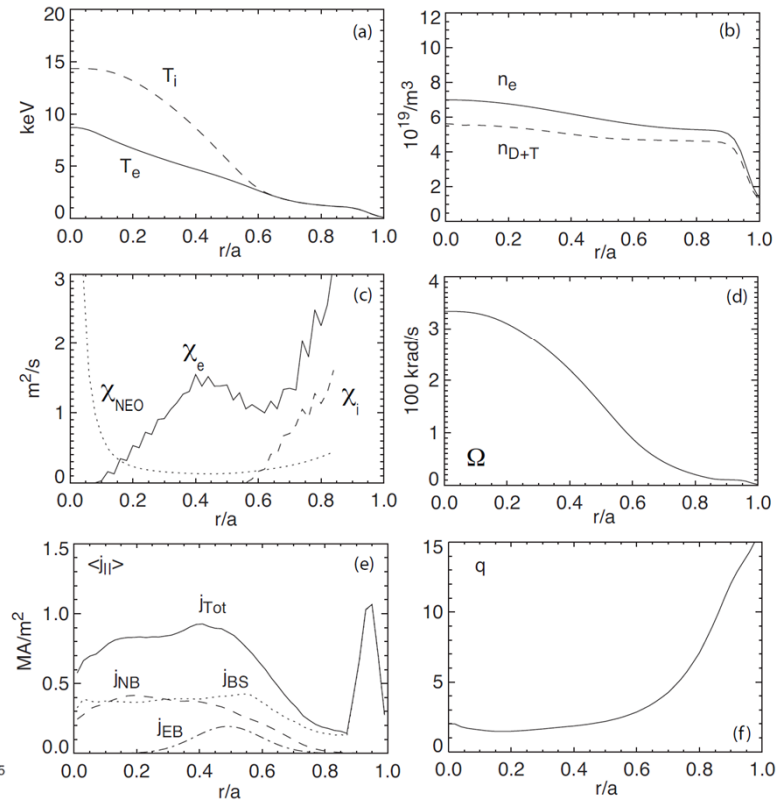 (a)
keV
20
15
10
5
0
T_i
T_e
0.0 0.2 0.4 0.6 0.8 1.0
r/a
(b)
10^19/m^3
12
10
8
6
4
2
0
n_e
n_D+T
0.0 0.2 0.4 0.6 0.8 1.0
r/a
(c)
m^2/s
3
2
1
0
χ_NEO
χ_e
χ_i
0.0 0.2 0.4 0.6 0.8 1.0
r/a
(d)
100 krad/s
4
3
2
1
0
Ω
0.0 0.2 0.4 0.6 0.8 1.0
r/a
<j_II>
(e)
MA/m^2
1.5
1.0
0.5
0.0
j_Tot
j_NB
j_BS
j_EB
0.0 0.2 0.4 0.6 0.8 1.0
r/a
5
q
(f)
15
10
5
0
0.0 0.2 0.4 0.6 0.8 1.0
r/a